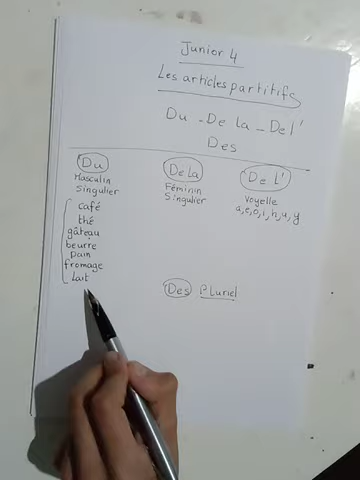 Junior 4
Les articles partitifs
Du - De La - De l'
Des
Du
Masculin
Singulier
café
thé
gâteau
beurre
pain
fromage
Lait
De La
Féminin
Singulier
De L'
Voyelle
a, e, o, i, h, u, y
Des Pluriel